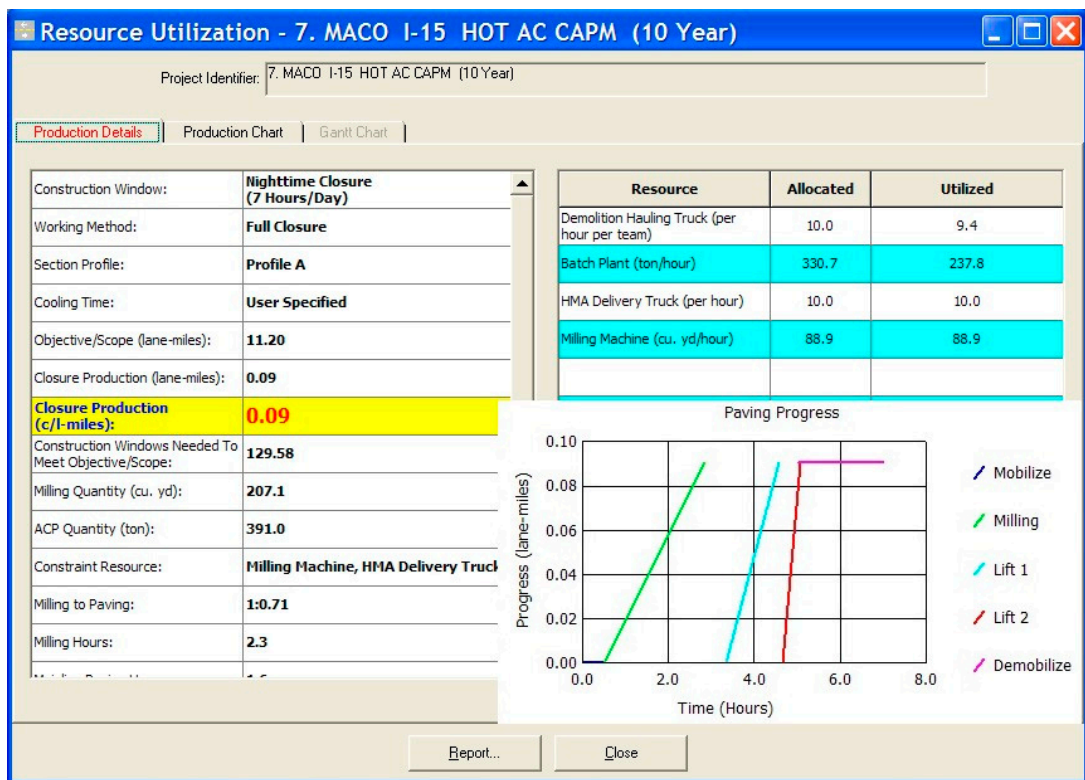 Resource Utilization - 7. MACO I-15 HOT AC CAPM (10 Year)
Project Identifier: 7. MACO I-15 HOT AC CAPM (10 Year)
Production Details
Production Chart
Gantt Chart
Construction Window: Nighttime Closure
(7 Hours/Day)
Working Method: Full Closure
Section Profile: Profile A
Cooling Time: User Specified
Objective/Scope (lane-miles): 11.20
Closure Production (lane-miles): 0.09
Closure Production
(c/l-miles): 0.09
Construction Windows Needed To
Meet Objective/Scope: 129.58
Milling Quantity (cu. yd): 207.1
ACP Quantity (ton): 391.0
Constraint Resource: Milling Machine, HMA Delivery Truck
Milling to Paving: 1:0.71
Milling Hours: 2.3
Resource Allocated Utilized
Demolition Hauling Truck (per
hour per team) 10.0 9.4
Batch Plant (ton/hour) 330.7 237.8
HMA Delivery Truck (per hour) 10.0 10.0
Milling Machine (cu. yd/hour) 88.9 88.9
Paving Progress
Progress (lane-miles)
0.10
0.08
0.06
0.04
0.02
0.00
0.0 2.0 4.0 6.0 8.0
Time (Hours)
Mobilize
Milling
Lift 1
Lift 2
Demobilize
Report...
Close